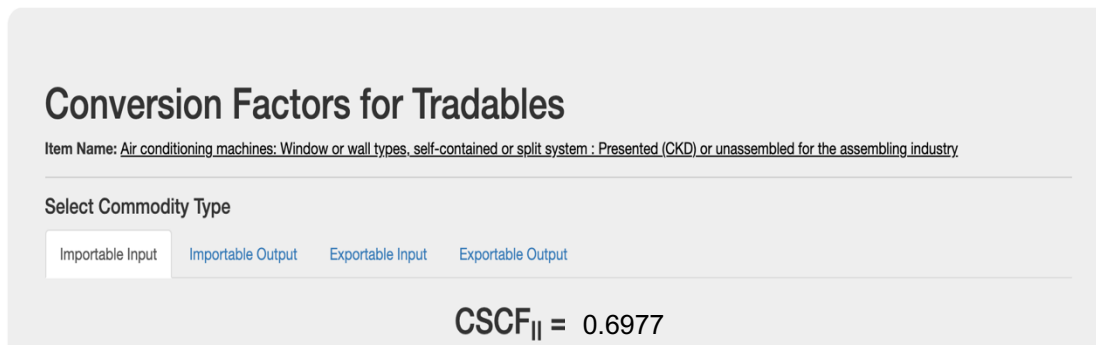 Conversion Factors for Tradables
Item Name: Air conditioning machines: Window or wall types, self-contained or split system : Presented (CKD) or unassembled for the assembling industry
Select Commodity Type
Importable Input Importable Output Exportable Input Exportable Output
CSCF|| = 0.6977